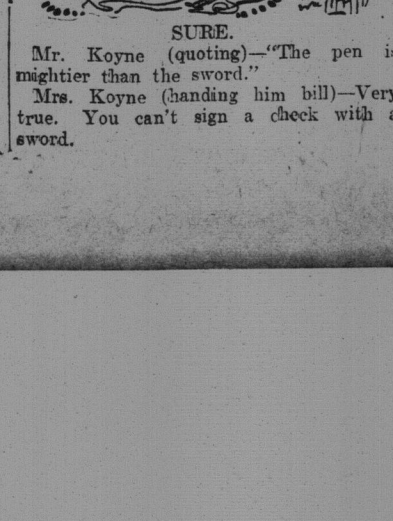 SURE.
Mr. Koyne (quoting)—"The pen is
mightier than the sword."
Mrs. Koyne (handing him bill)—Very
true. You can't sign a check with a
sword.